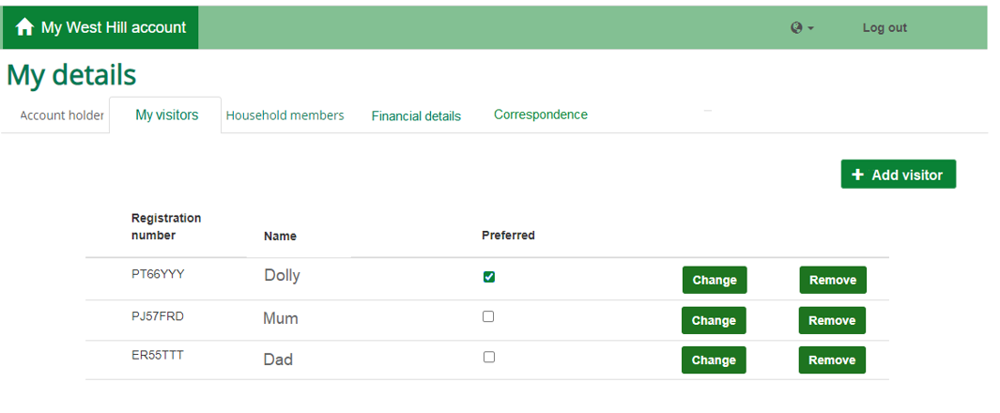 My West Hill account
Log out
My details
Account holder My visitors Household members Financial details Correspondence
+ Add visitor
Registration
number Name Preferred
PT66YYY Dolly Change Remove
PJ57FRD Mum Change Remove
ER55TTT Dad Change Remove